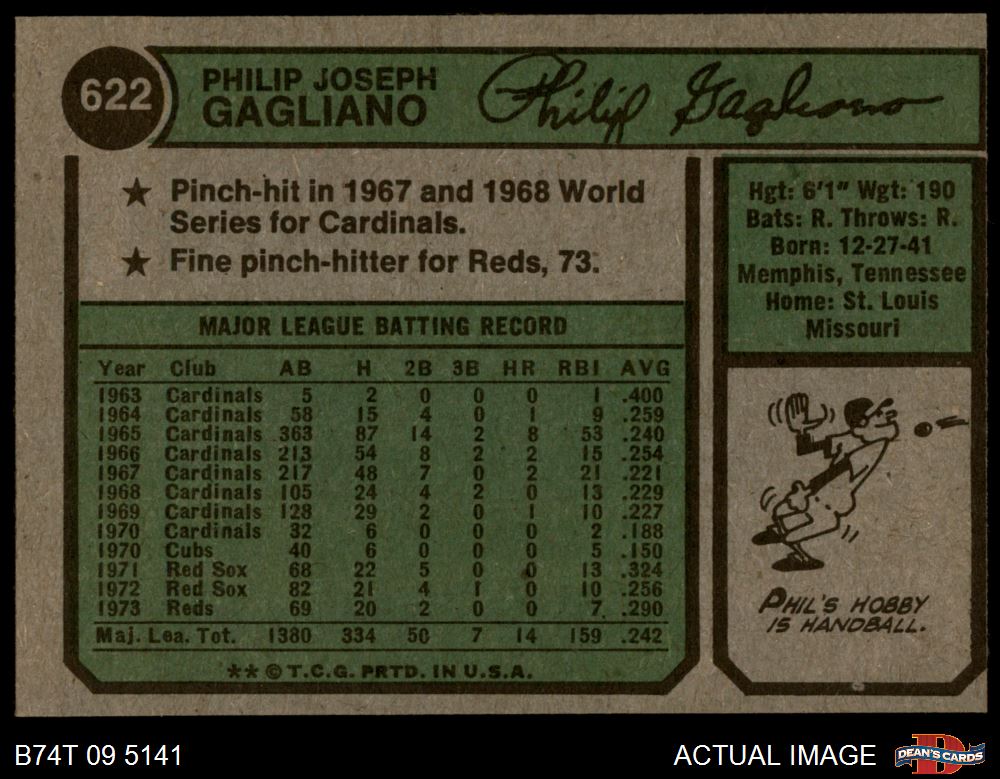 622
PHILIP JOSEPH
GAGLIANO
Philip Gagliano
★ Pinch-hit in 1967 and 1968 World
Series for Cardinals.
★ Fine pinch-hitter for Reds, 73.
Hgt: 6'1" Wgt: 190
Bats: R. Throws: R.
Born: 12-27-41
Memphis, Tennessee
Home: St. Louis
Missouri
MAJOR LEAGUE BATTING RECORD
Year Club AB H 2B 3B HR RBI AVG
1963 Cardinals 5 2 0 0 0 1 .400
1964 Cardinals 58 15 4 0 1 9 .259
1965 Cardinals 363 87 14 2 8 53 .240
1966 Cardinals 213 54 8 2 2 15 .254
1967 Cardinals 217 48 7 0 2 21 .221
1968 Cardinals 105 24 4 2 0 13 .229
1969 Cardinals 128 29 2 0 1 10 .227
1970 Cardinals 32 6 0 0 0 2 .188
1970 Cubs 40 6 0 0 0 5 .150
1971 Red Sox 68 22 5 0 0 13 .324
1972 Red Sox 82 21 4 1 0 10 .256
1973 Reds 69 20 2 0 0 7 .290
Maj. Lea. Tot. 1380 334 50 7 14 159 .242
** © T.C.G. PRTD. IN U.S.A.
PHIL'S HOBBY
IS HANDBALL.
B74T 09 5141
ACTUAL IMAGE
DEAN'S CARDS